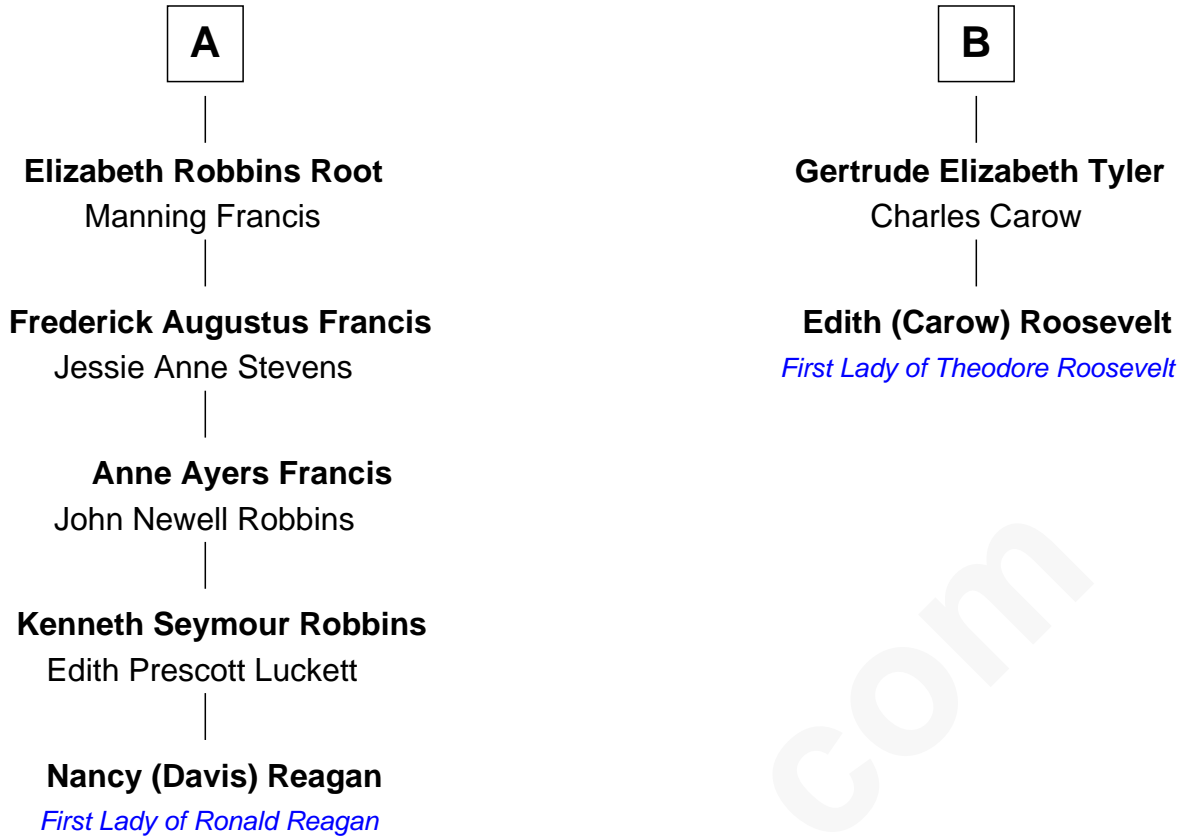 A
Elizabeth Robbins Root
Manning Francis
Frederick Augustus Francis
Jessie Anne Stevens
Anne Ayers Francis
John Newell Robbins
Kenneth Seymour Robbins
Edith Prescott Luckett
Nancy (Davis) Reagan
First Lady of Ronald Reagan
B
Gertrude Elizabeth Tyler
Charles Carow
Edith (Carow) Roosevelt
First Lady of Theodore Roosevelt
com